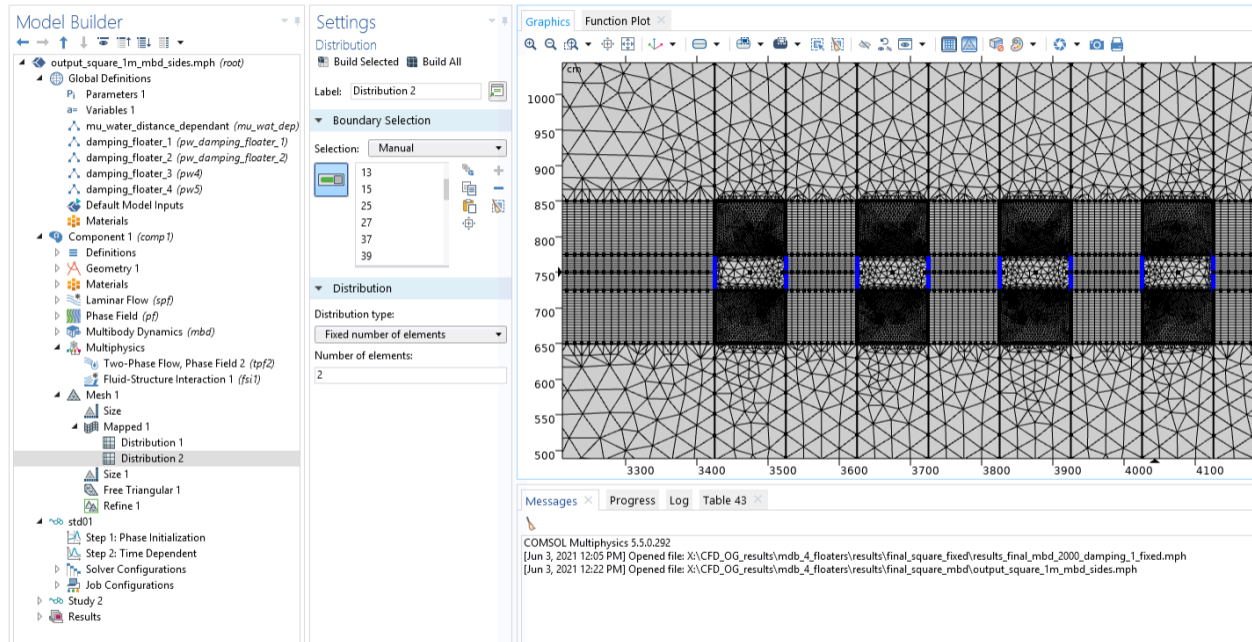 Model Builder
output_square_1m_mbd_sides.mph (root)
Global Definitions
Pi Parameters 1
a= Variables 1
mu_water_distance_dependant (mu_wat_dep)
damping_floater_1 (pw_damping_floater_1)
damping_floater_2 (pw_damping_floater_2)
damping_floater_3 (pw4)
damping_floater_4 (pw5)
Default Model Inputs
Materials
Component 1 (comp1)
Definitions
Geometry 1
Materials
Laminar Flow (spf)
Phase Field (pf)
Multibody Dynamics (mbd)
Multiphysics
Two-Phase Flow, Phase Field 2 (tpf2)
Fluid-Structure Interaction 1 (fsi1)
Mesh 1
Size
Mapped 1
Distribution 1
Distribution 2
Size 1
Free Triangular 1
Refine 1
std01
Step 1: Phase Initialization
Step 2: Time Dependent
Solver Configurations
Job Configurations
Study 2
Results
Settings
Distribution
Build Selected Build All
Label: Distribution 2
Boundary Selection
Selection: Manual
13
15
25
27
37
39
Distribution
Distribution type:
Fixed number of elements
Number of elements:
2
Graphics Function Plot
cm
1000
950
900
850
800
750
700
650
600
550
500
3300 3400 3500 3600 3700 3800 3900 4000 4100
Messages Progress Log Table 43
COMSOL Multiphysics 5.5.0.292
[Jun 3, 2021 12:05 PM] Opened file: X:\CFD_OG_results\mdb_4_floaters\results\final_square_fixed\results_final_mbd_2000_damping_1_fixed.mph
[Jun 3, 2021 12:22 PM] Opened file: X:\CFD_OG_results\mdb_4_floaters\results\final_square_mbd\output_square_1m_mbd_sides.mph